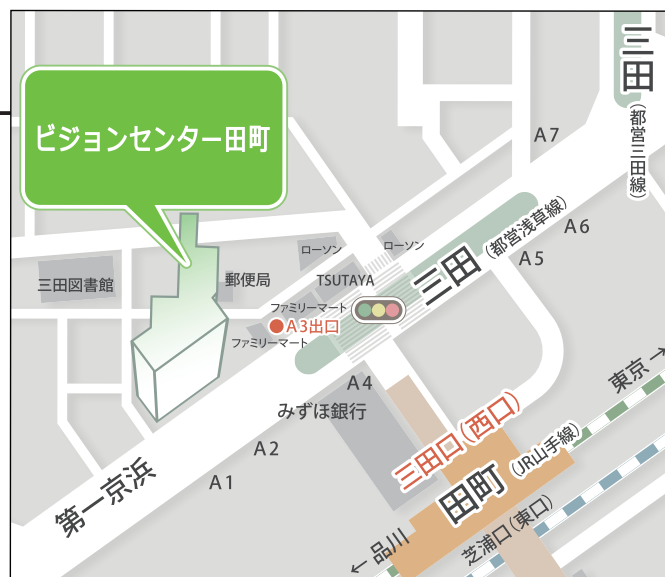 三田
(都営三田線)
ビジョンセンター田町
A7
A6
A5
三田
(都営浅草線)
ローソン
ローソン
TSUTAYA
郵便局
三田図書館
ファミリーマート
A3出口
ファミリーマート
A4
みずほ銀行
A2
A1
第一京浜
三田口(西口)
田町
(JR山手線)
東京→
芝浦口(東口)
←品川